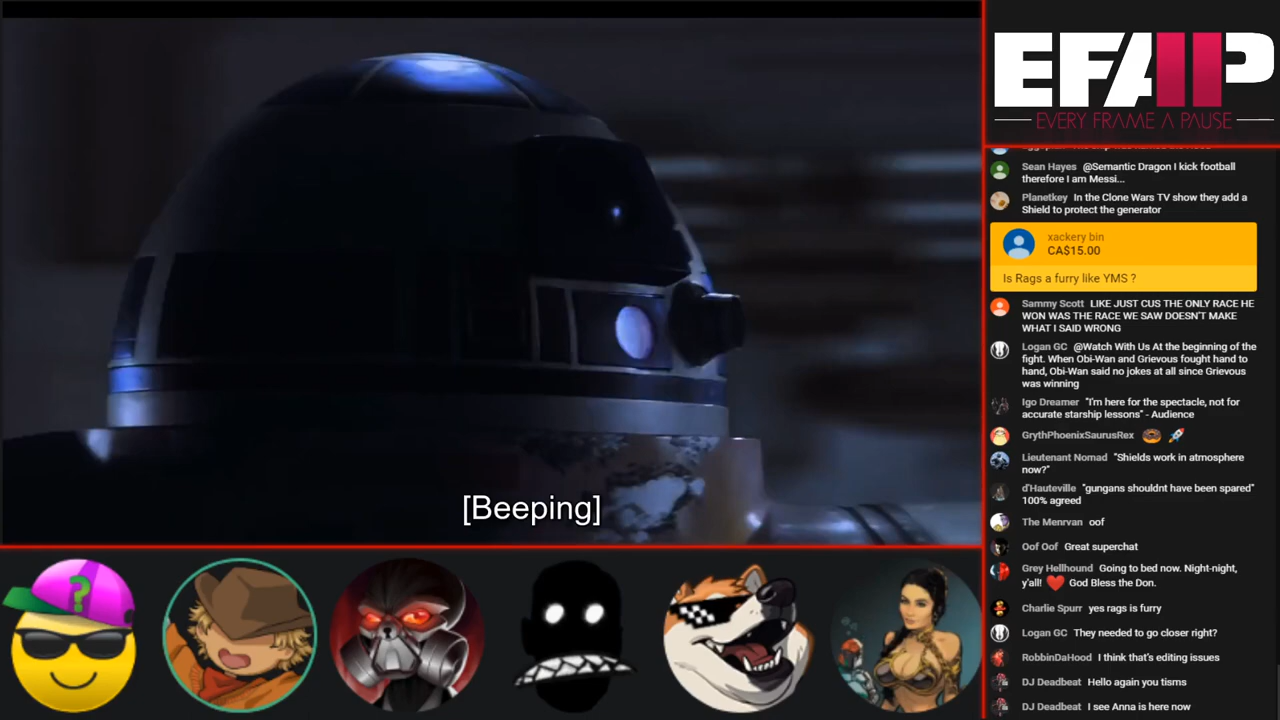 [Beeping]
?
EFAP
EVERY FRAME A PAUSE
Sean Hayes @Semantic Dragon I kick football
therefore I am Messi...
Planetkey In the Clone Wars TV show they add a
Shield to protect the generator
xackery bin
CA$15.00
Is Rags a furry like YMS ?
Sammy Scott LIKE JUST CUS THE ONLY RACE HE
WON WAS THE RACE WE SAW DOESN'T MAKE
WHAT I SAID WRONG
Logan GC @Watch With Us At the beginning of the
fight. When Obi-Wan and Grievous fought hand to
hand, Obi-Wan said no jokes at all since Grievous
was winning
Igo Dreamer "I'm here for the spectacle, not for
accurate starship lessons" - Audience
GrythPhoenixSaurusRex 🍩 🚀
Lieutenant Nomad "Shields work in atmosphere
now?"
d'Hauteville "gungans shouldnt have been spared"
100% agreed
The Menrvan oof
Oof Oof Great superchat
Grey Hellhound Going to bed now. Night-night,
y'all! ❤️ God Bless the Don.
Charlie Spurr yes rags is furry
Logan GC They needed to go closer right?
RobbinDaHood I think that's editing issues
DJ Deadbeat Hello again you tisms
DJ Deadbeat I see Anna is here now